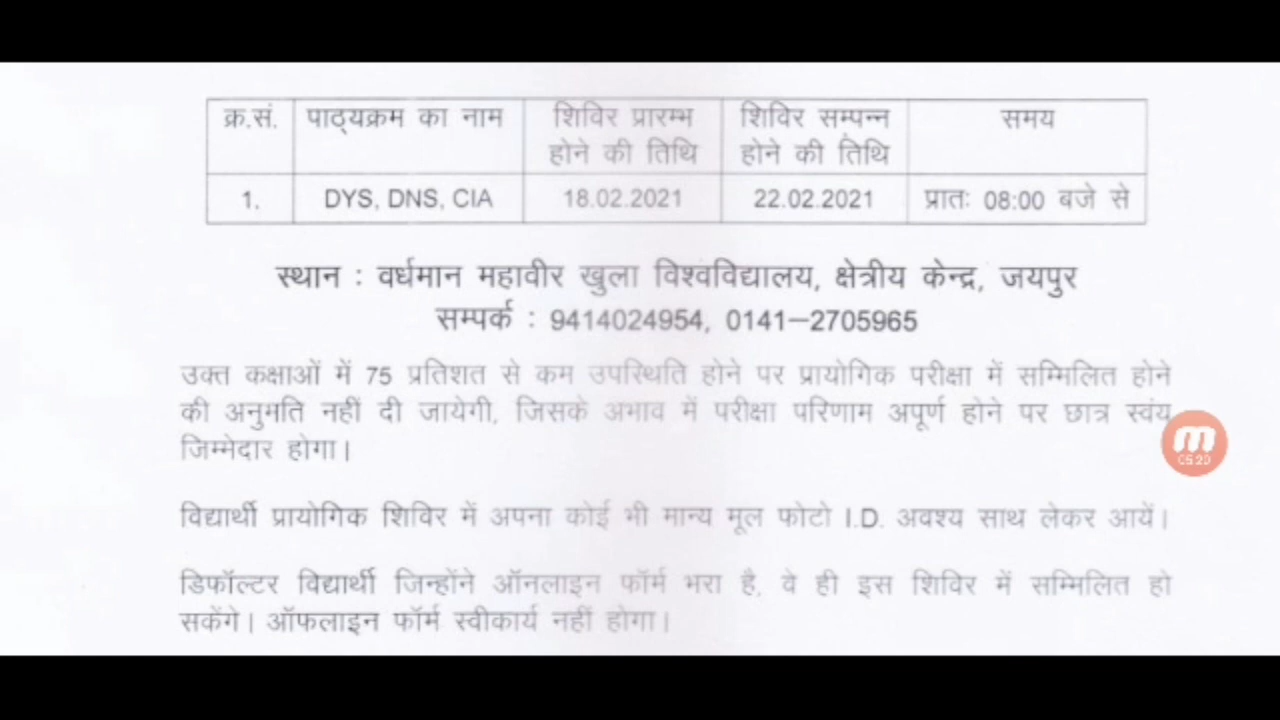 क्र.सं. पाठ्यक्रम का नाम शिविर प्रारम्भ होने की तिथि शिविर सम्पन्न होने की तिथि समय
1. DYS, DNS, CIA 18.02.2021 22.02.2021 प्रातः 08:00 बजे से
स्थान : वर्धमान महावीर खुला विश्वविद्यालय, क्षेत्रीय केन्द्र, जयपुर
सम्पर्क : 9414024954, 0141–2705965
उक्त कक्षाओं में 75 प्रतिशत से कम उपस्थिति होने पर प्रायोगिक परीक्षा में सम्मिलित होने
की अनुमति नहीं दी जायेगी, जिसके अभाव में परीक्षा परिणाम अपूर्ण होने पर छात्र स्वंय
जिम्मेदार होगा।
विद्यार्थी प्रायोगिक शिविर में अपना कोई भी मान्य मूल फोटो I.D. अवश्य साथ लेकर आयें।
डिफॉल्टर विद्यार्थी जिन्होंने ऑनलाइन फॉर्म भरा है, वे ही इस शिविर में सम्मिलित हो
सकेंगे। ऑफलाइन फॉर्म स्वीकार्य नहीं होगा।
05:20